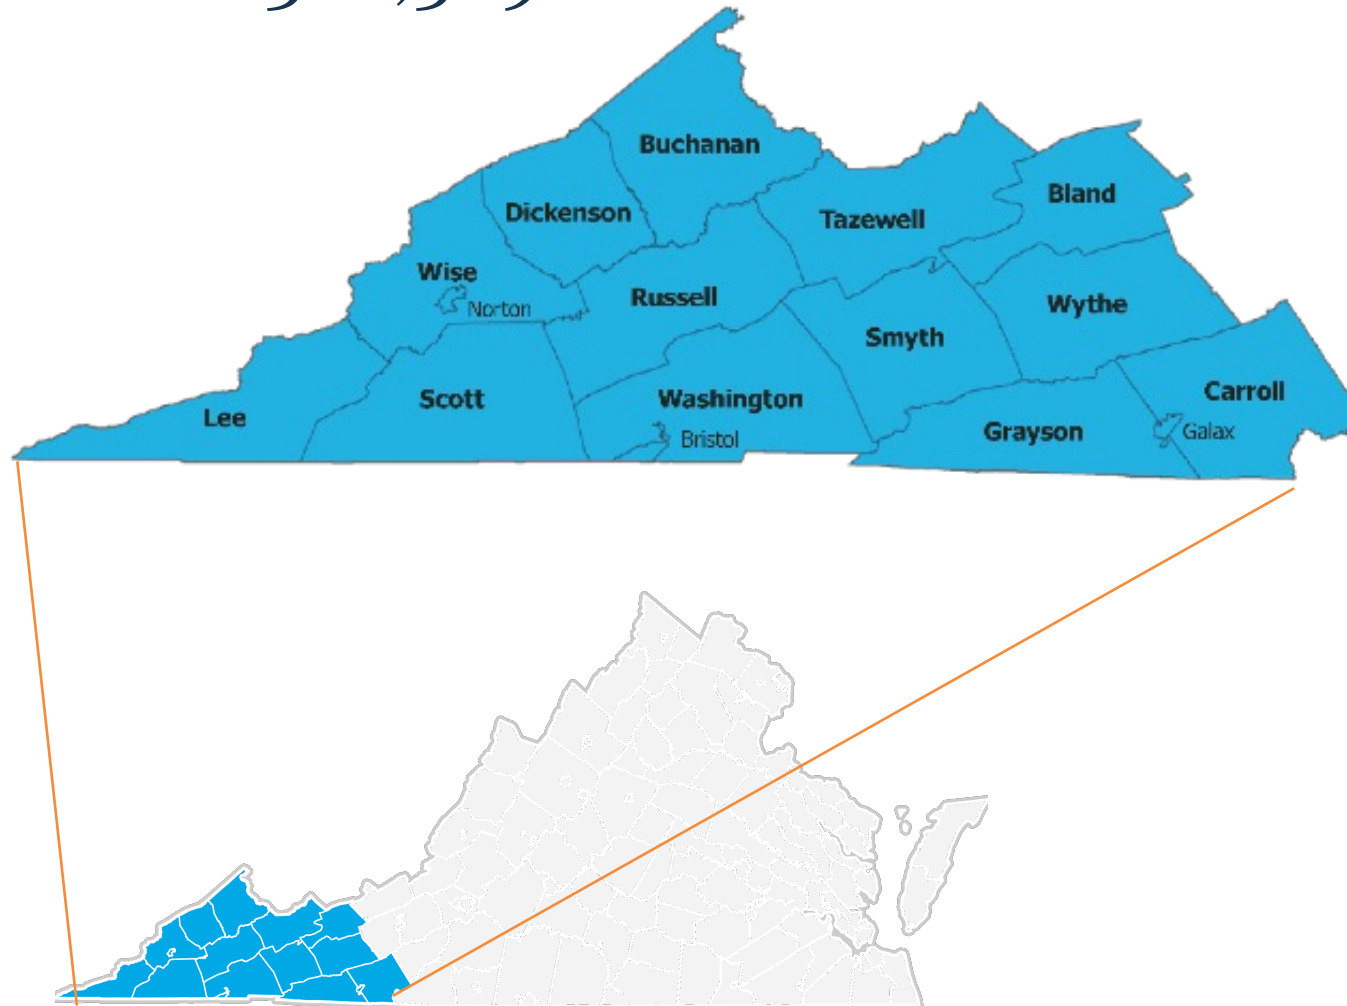 Buchanan
Dickenson
Bland
Tazewell
Wise
Norton
Russell
Wythe
Smyth
Lee
Scott
Washington
Bristol
Grayson
Carroll
Galax